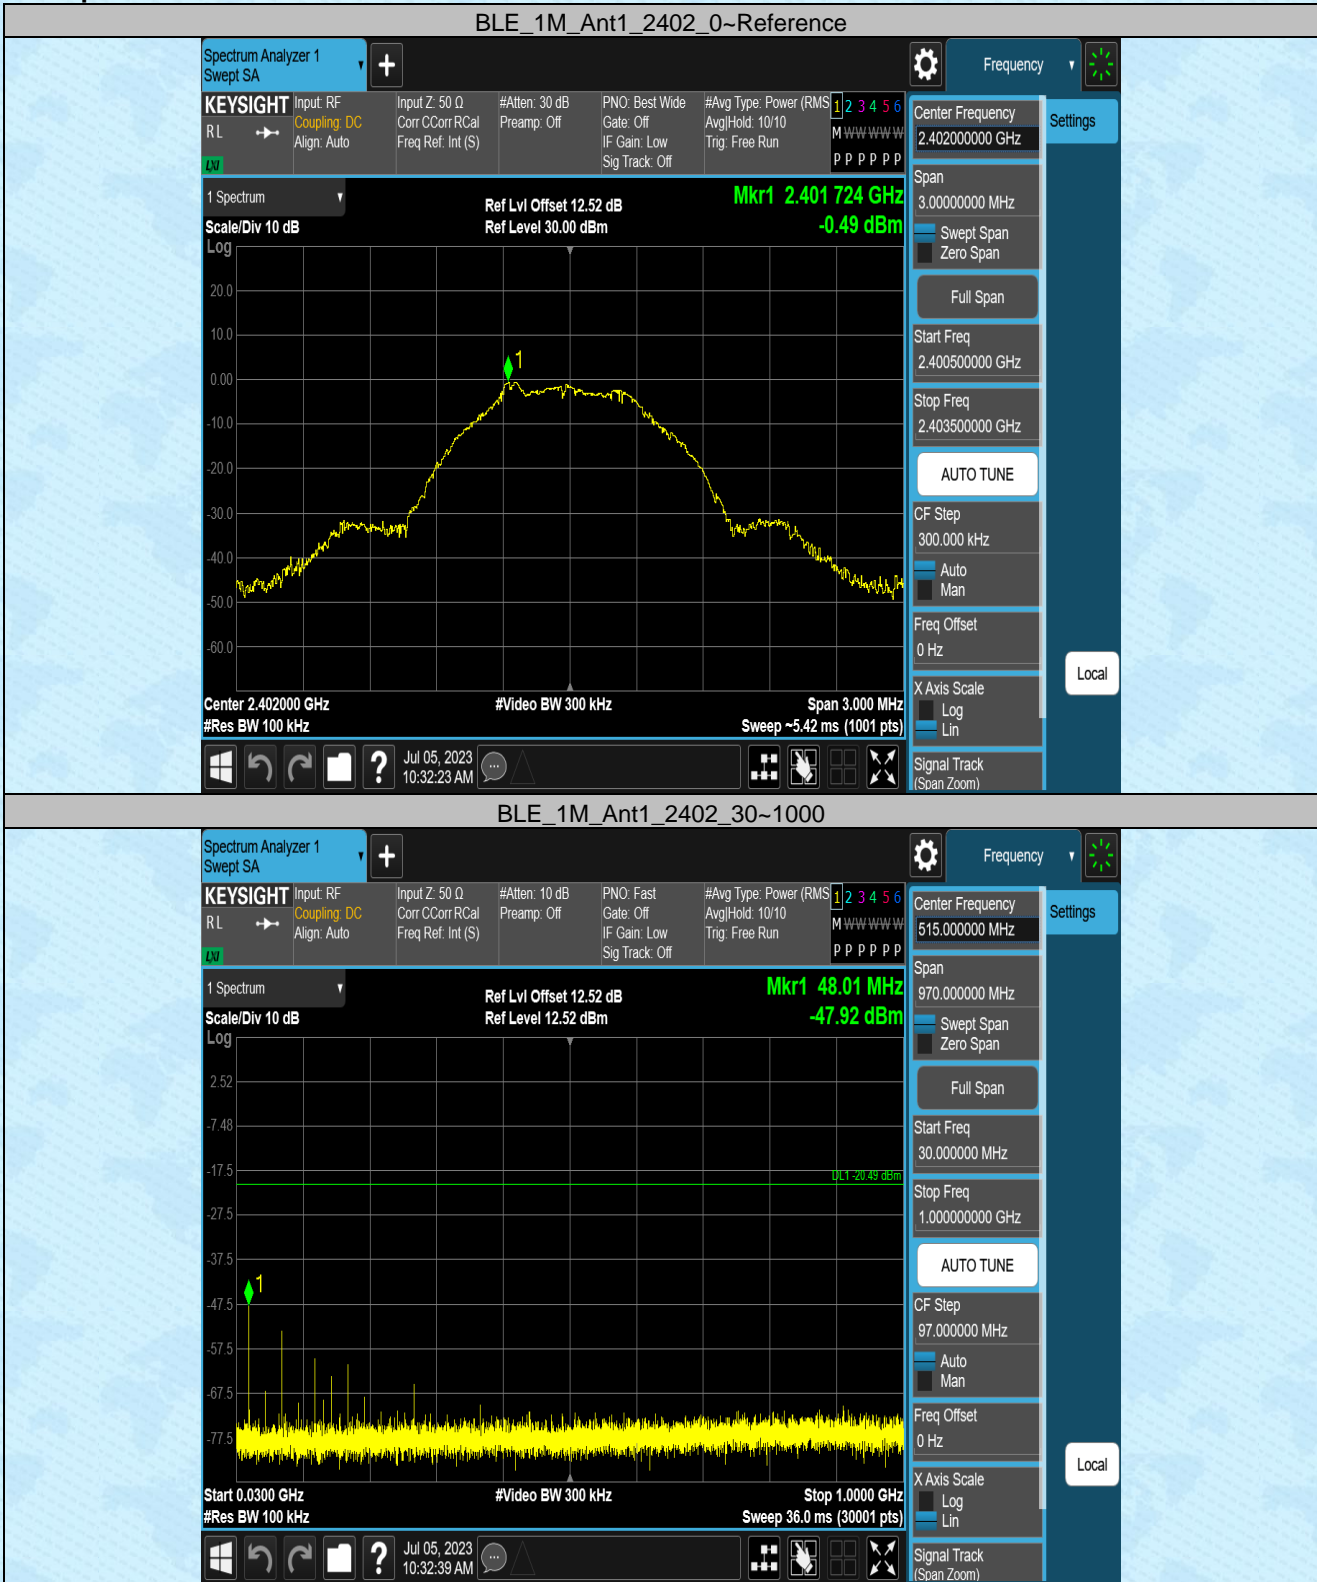 BLE_1M_Ant1_2402_0~Reference
Spectrum Analyzer 1
Swept SA
Frequency
KEYSIGHT
RL
LXI
Input: RF
Coupling: DC
Align: Auto
Input Z: 50 Ω
Corr CCorr RCal
Freq Ref: Int (S)
#Atten: 30 dB
Preamp: Off
PNO: Best Wide
Gate: Off
IF Gain: Low
Sig Track: Off
#Avg Type: Power (RMS
Avg|Hold: 10/10
Trig: Free Run
1 2 3 4 5 6
M W W W W W
P P P P P P
1 Spectrum
Scale/Div 10 dB
Log
Ref Lvl Offset 12.52 dB
Ref Level 30.00 dBm
Mkr1 2.401 724 GHz
-0.49 dBm
20.0
10.0
0.00
-10.0
-20.0
-30.0
-40.0
-50.0
-60.0
1
Center 2.402000 GHz
#Res BW 100 kHz
#Video BW 300 kHz
Span 3.000 MHz
Sweep ~5.42 ms (1001 pts)
Jul 05, 2023
10:32:23 AM
Center Frequency
2.402000000 GHz
Span
3.00000000 MHz
Swept Span
Zero Span
Full Span
Start Freq
2.400500000 GHz
Stop Freq
2.403500000 GHz
AUTO TUNE
CF Step
300.000 kHz
Auto
Man
Freq Offset
0 Hz
X Axis Scale
Log
Lin
Signal Track
(Span Zoom)
Settings
Local
BLE_1M_Ant1_2402_30~1000
Spectrum Analyzer 1
Swept SA
Frequency
KEYSIGHT
RL
LXI
Input: RF
Coupling: DC
Align: Auto
Input Z: 50 Ω
Corr CCorr RCal
Freq Ref: Int (S)
#Atten: 10 dB
Preamp: Off
PNO: Fast
Gate: Off
IF Gain: Low
Sig Track: Off
#Avg Type: Power (RMS
Avg|Hold: 10/10
Trig: Free Run
1 2 3 4 5 6
M W W W W W
P P P P P P
1 Spectrum
Scale/Div 10 dB
Log
Ref Lvl Offset 12.52 dB
Ref Level 12.52 dBm
Mkr1 48.01 MHz
-47.92 dBm
2.52
-7.48
-17.5
-27.5
-37.5
-47.5
-57.5
-67.5
-77.5
DL1 -20.49 dBm
1
Start 0.0300 GHz
#Res BW 100 kHz
#Video BW 300 kHz
Stop 1.0000 GHz
Sweep 36.0 ms (30001 pts)
Jul 05, 2023
10:32:39 AM
Center Frequency
515.000000 MHz
Span
970.000000 MHz
Swept Span
Zero Span
Full Span
Start Freq
30.000000 MHz
Stop Freq
1.000000000 GHz
AUTO TUNE
CF Step
97.000000 MHz
Auto
Man
Freq Offset
0 Hz
X Axis Scale
Log
Lin
Signal Track
(Span Zoom)
Settings
Local